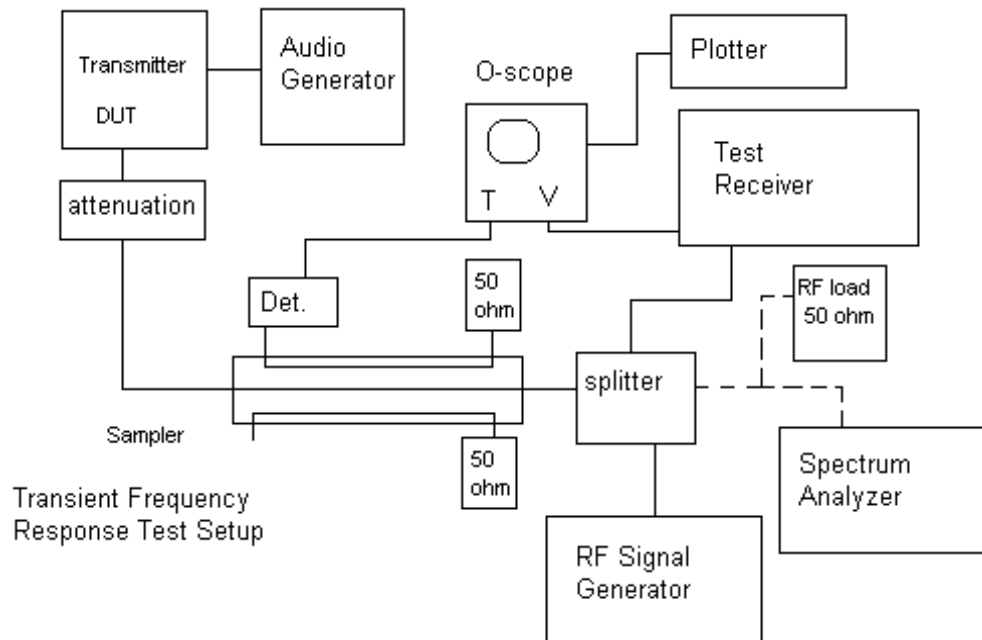 Transmitter
DUT
Audio
Generator
O-scope
Plotter
attenuation
T V
Test
Receiver
Det.
50
ohm
RF load
50 ohm
splitter
Sampler
50
ohm
Spectrum
Analyzer
Transient Frequency
Response Test Setup
RF Signal
Generator